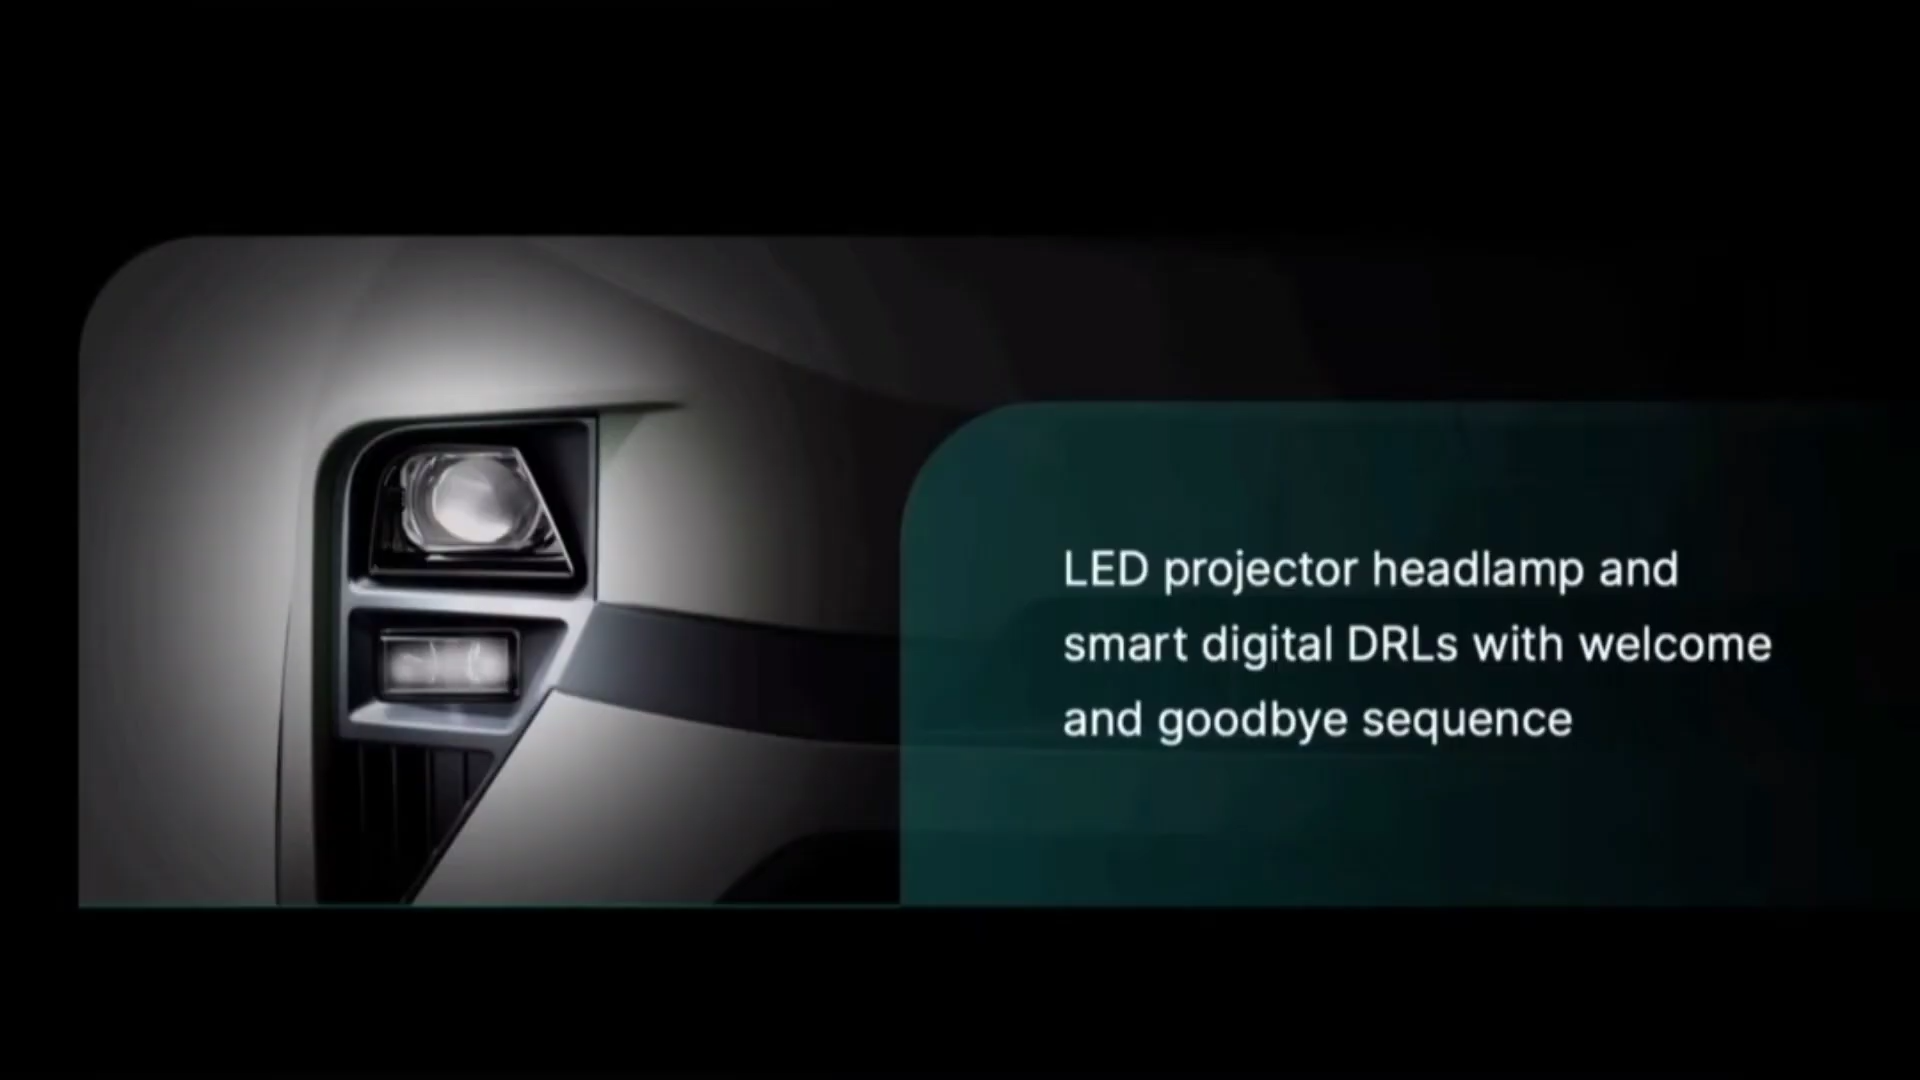 LED projector headlamp and
smart digital DRLs with welcome
and goodbye sequence